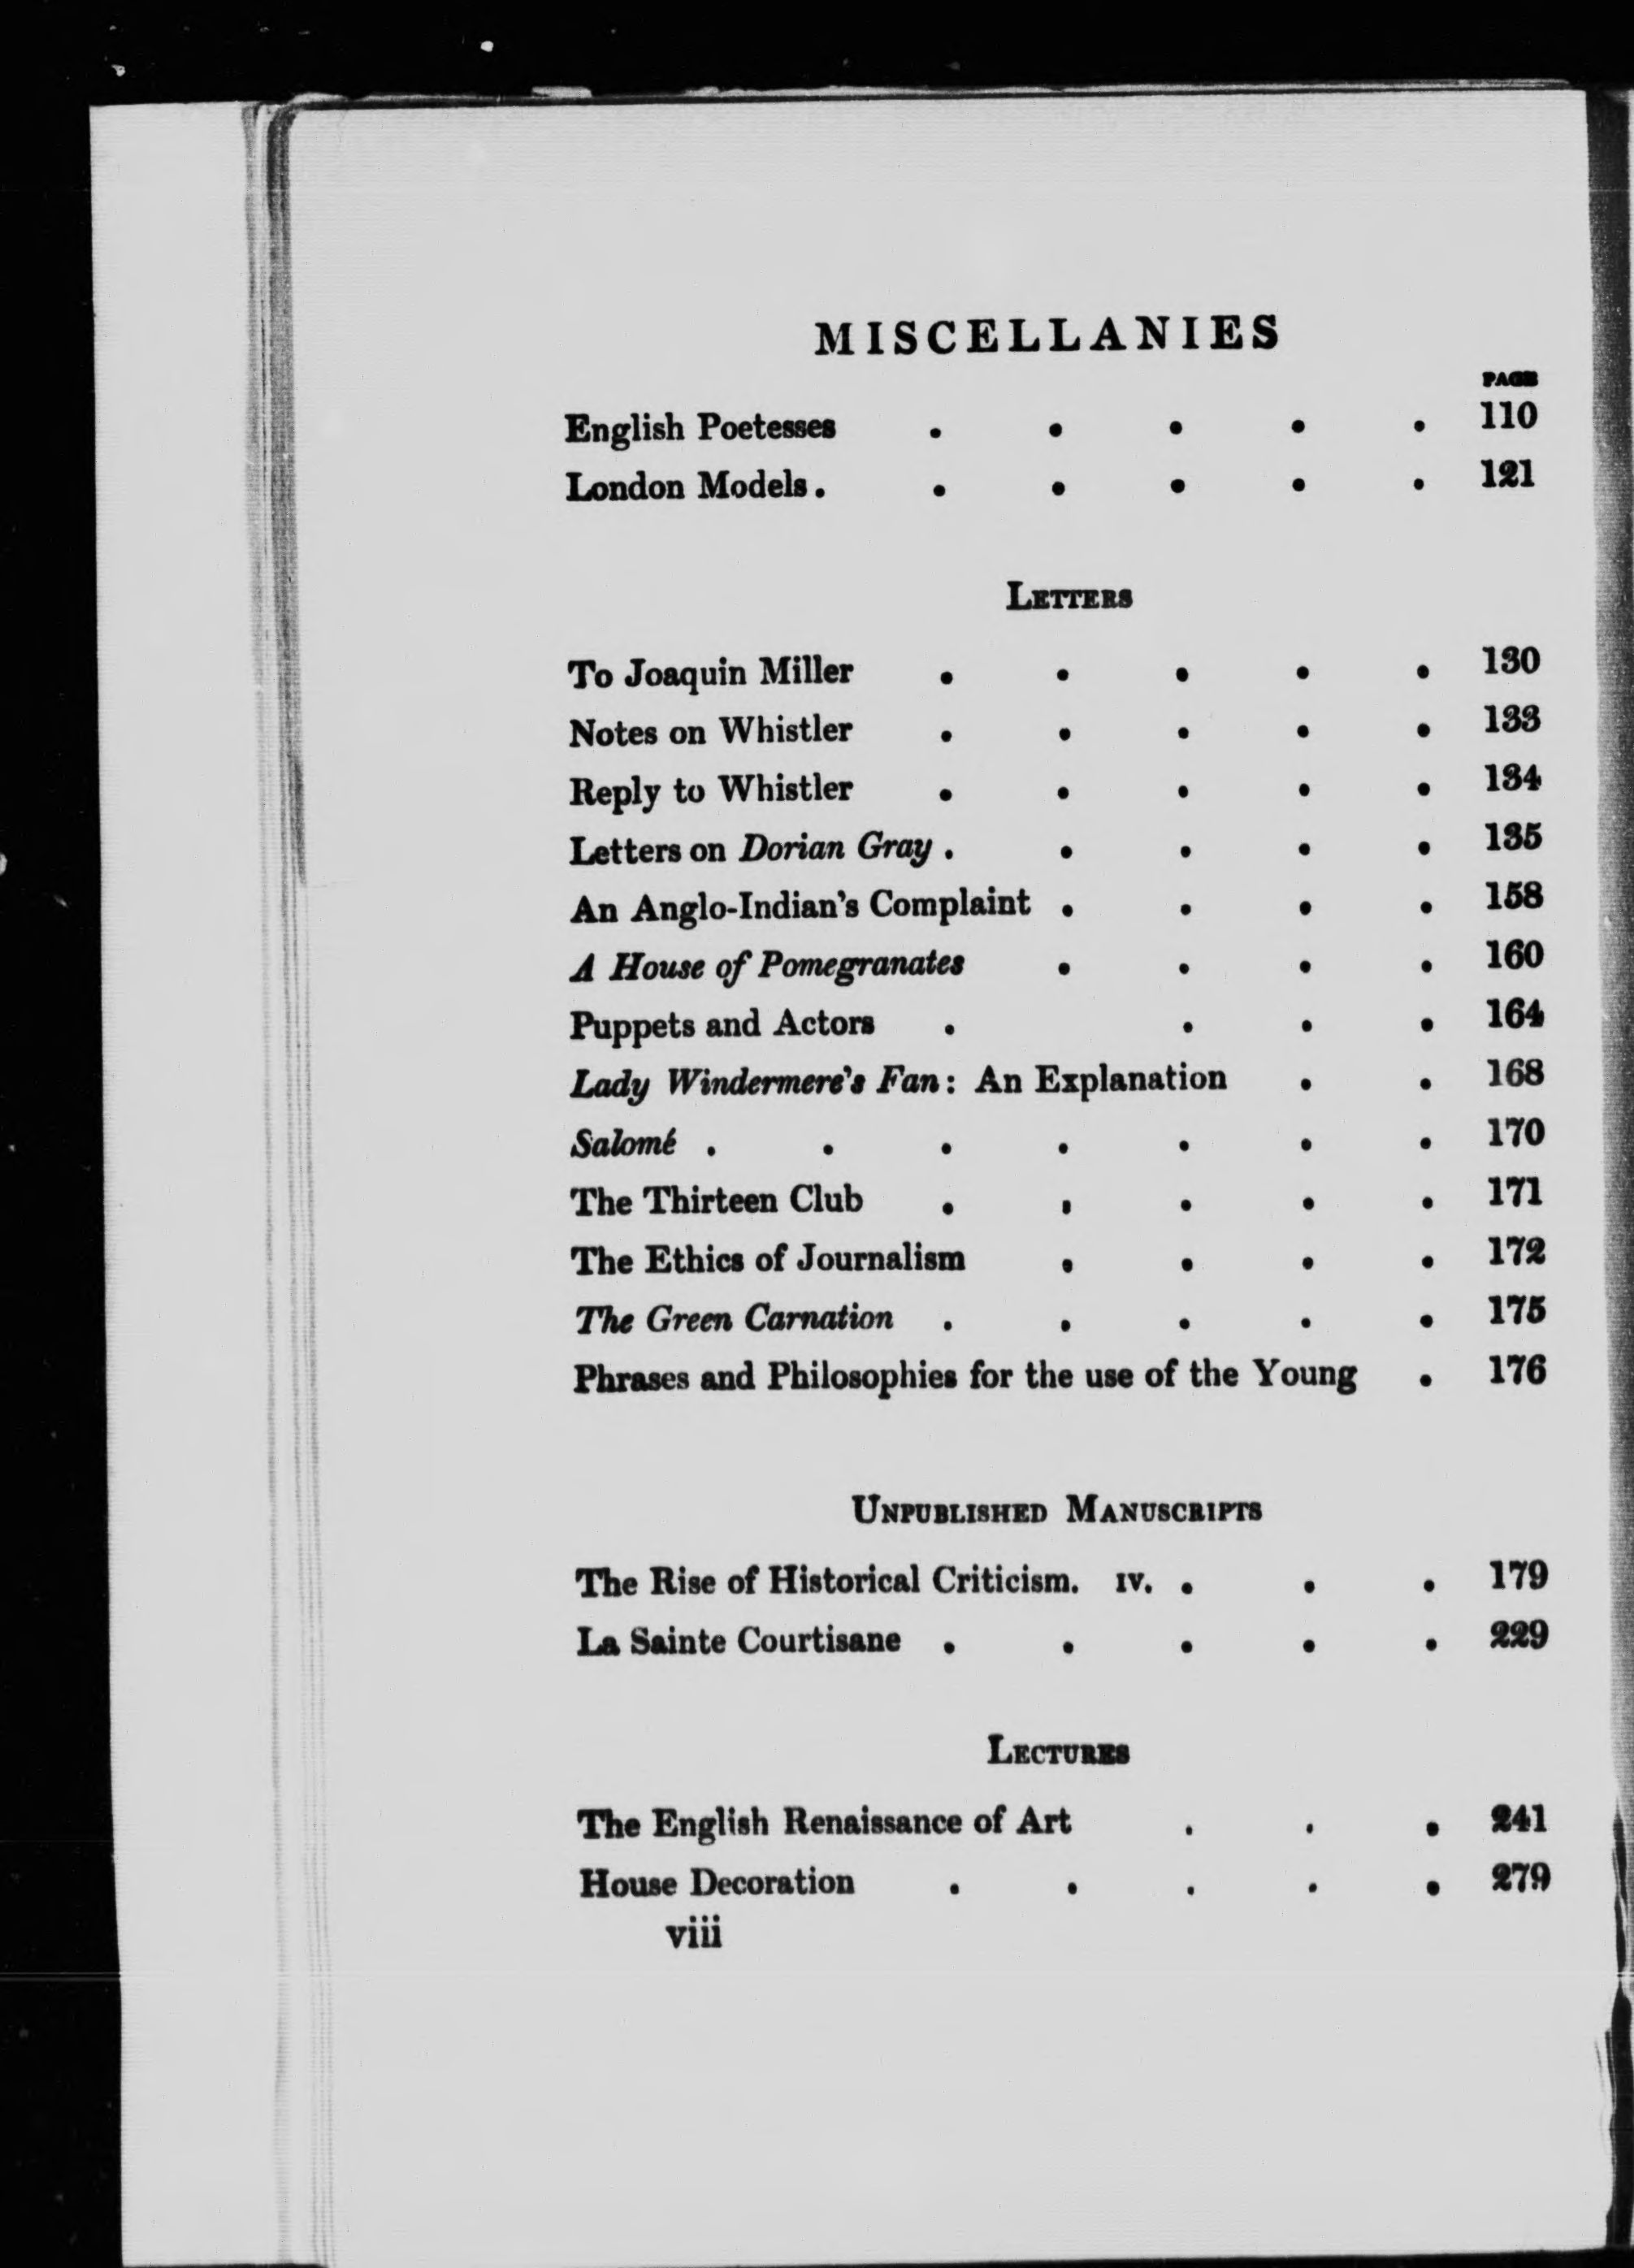 MISCELLANIES
PAGE
English Poetesses . . . . . 110
London Models . . . . . . 121
LETTERS
To Joaquin Miller . . . . . 130
Notes on Whistler . . . . . 133
Reply to Whistler . . . . . 134
Letters on Dorian Gray . . . . . 135
An Anglo-Indian's Complaint . . . . 158
A House of Pomegranates . . . . 160
Puppets and Actors . . . . 164
Lady Windermere's Fan: An Explanation . . 168
Salomé . . . . . . . 170
The Thirteen Club . . . . . 171
The Ethics of Journalism . . . . 172
The Green Carnation . . . . . 175
Phrases and Philosophies for the use of the Young . 176
UNPUBLISHED MANUSCRIPTS
The Rise of Historical Criticism. IV. . . . 179
La Sainte Courtisane . . . . . 229
LECTURES
The English Renaissance of Art . . . 241
House Decoration . . . . . 279
viii